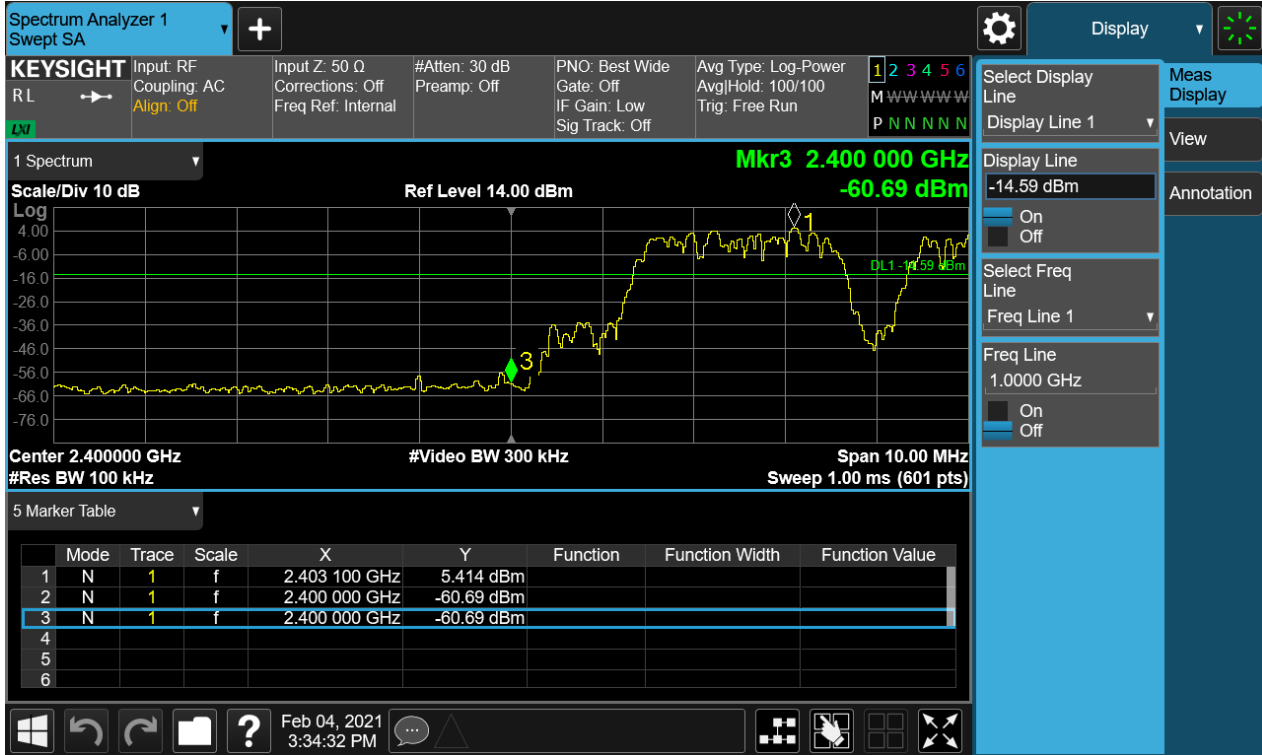 Spectrum Analyzer 1
Swept SA
+
Display
KEYSIGHT
R L
LXI
Input: RF
Coupling: AC
Align: Off
Input Z: 50 Ω
Corrections: Off
Freq Ref: Internal
#Atten: 30 dB
Preamp: Off
PNO: Best Wide
Gate: Off
IF Gain: Low
Sig Track: Off
Avg Type: Log-Power
Avg|Hold: 100/100
Trig: Free Run
1 2 3 4 5 6
M W W W W W
P N N N N N
1 Spectrum
Mkr3 2.400 000 GHz
Scale/Div 10 dB
Ref Level 14.00 dBm
-60.69 dBm
Log
4.00
-6.00
-16.0
-26.0
-36.0
-46.0
-56.0
-66.0
-76.0
1
DL1 -14.59 dBm
3
Center 2.400000 GHz
#Video BW 300 kHz
Span 10.00 MHz
#Res BW 100 kHz
Sweep 1.00 ms (601 pts)
5 Marker Table
Mode Trace Scale X Y Function Function Width Function Value
1 N 1 f 2.403 100 GHz 5.414 dBm
2 N 1 f 2.400 000 GHz -60.69 dBm
3 N 1 f 2.400 000 GHz -60.69 dBm
4
5
6
?
Feb 04, 2021
3:34:32 PM
Select Display
Line
Display Line 1
Display Line
-14.59 dBm
On
Off
Select Freq
Line
Freq Line 1
Freq Line
1.0000 GHz
On
Off
Meas
Display
View
Annotation